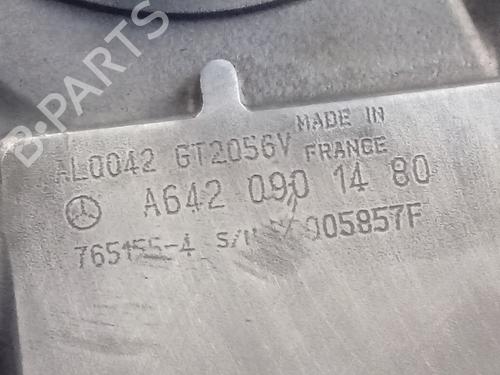 B-PARTS
MADE IN
AL0042 GT2056V FRANCE
A642 090 14 80
765155-4 S/N 005857F